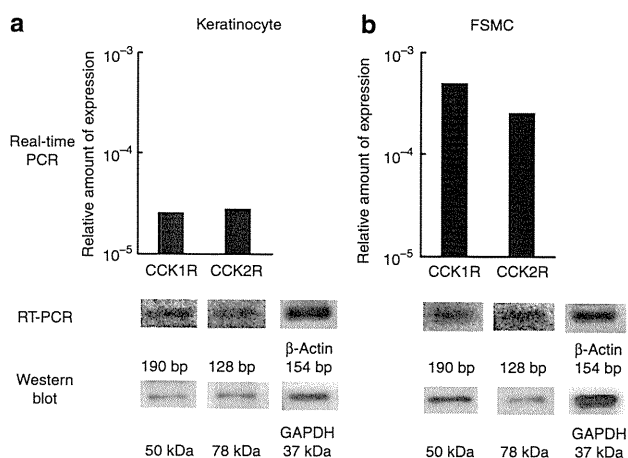 a Keratinocyte
b FSMC
Real-time
PCR
Relative amount of expression
10⁻³
10⁻⁴
10⁻⁵
CCK1R CCK2R
Relative amount of expression
10⁻³
10⁻⁴
10⁻⁵
CCK1R CCK2R
RT-PCR
β-Actin
190 bp 128 bp 154 bp
β-Actin
190 bp 128 bp 154 bp
Western
blot
GAPDH
50 kDa 78 kDa 37 kDa
GAPDH
50 kDa 78 kDa 37 kDa